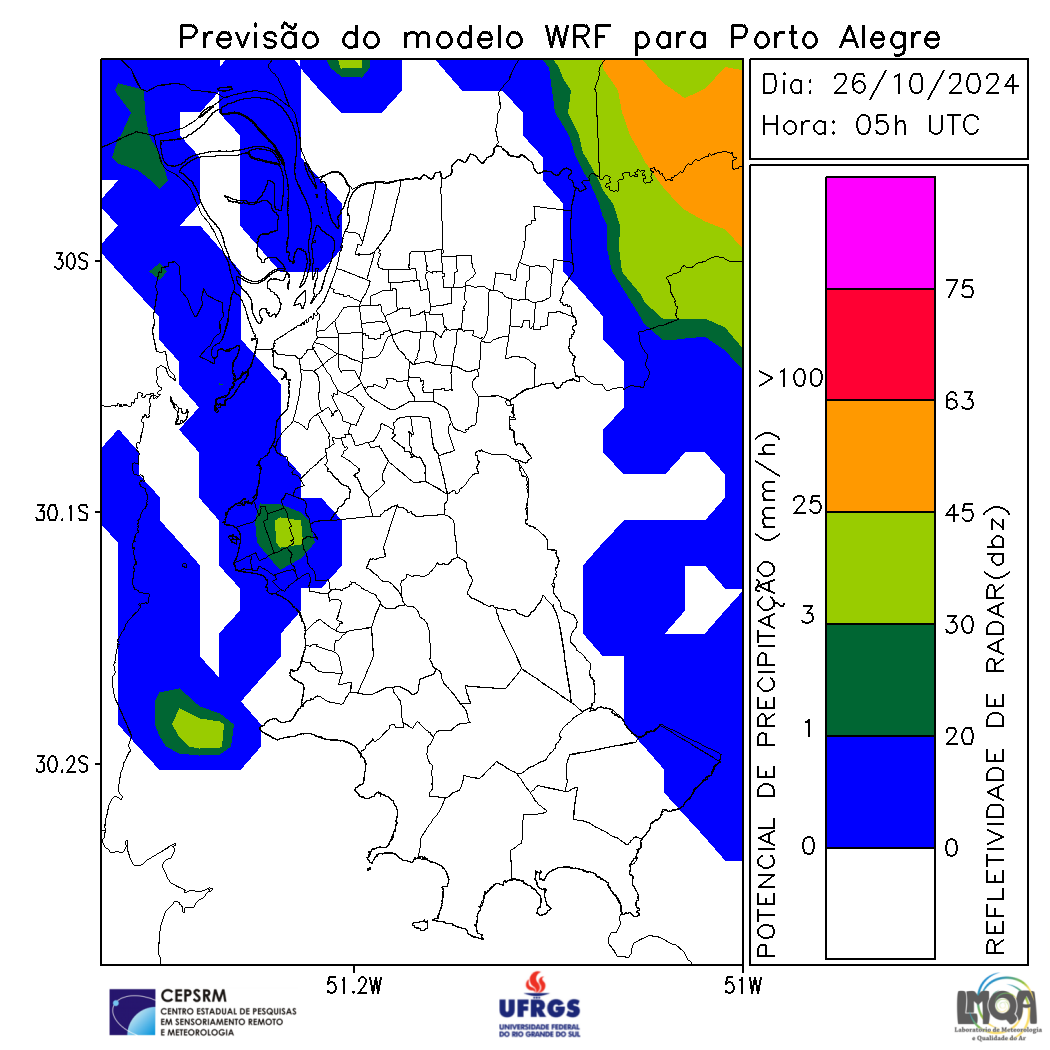 Previsão do modelo WRF para Porto Alegre
Dia: 26/10/2024
Hora: 05h UTC
30S
30.1S
30.2S
51.2W
51W
POTENCIAL DE PRECIPITAÇÃO (mm/h)
>100
25
3
1
0
75
63
45
30
20
0
REFLETIVIDADE DE RADAR(dbz)
CEPSRM
CENTRO ESTADUAL DE PESQUISAS
EM SENSORIAMENTO REMOTO
E METEOROLOGIA
UFRGS
UNIVERSIDADE FEDERAL
DO RIO GRANDE DO SUL
LMQA
Laboratório de Meteorologia
e Qualidade do Ar